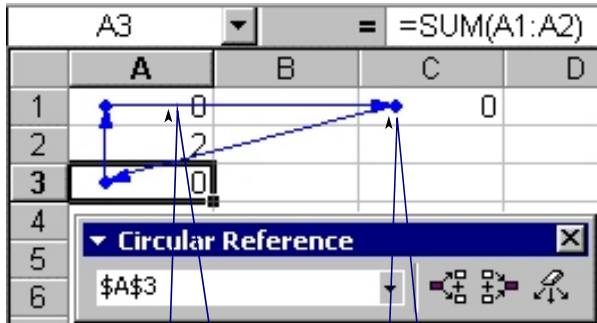 A3 = =SUM(A1:A2)
A B C D
1 0 0
2 2
3 0
4
Circular Reference
5
$A$3
6